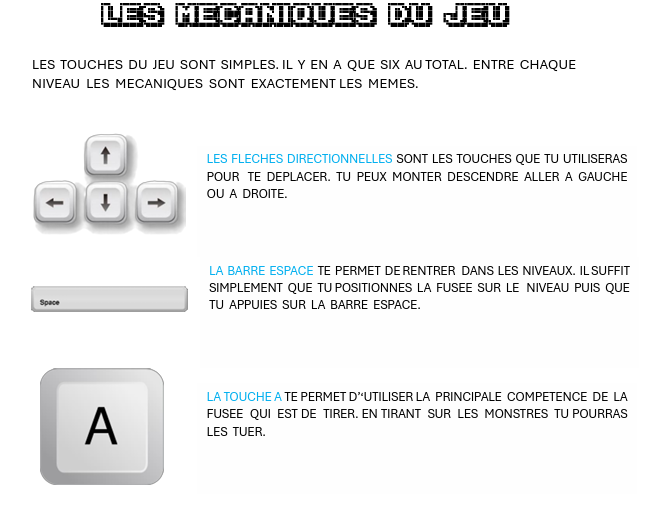 LES MECANIQUES DU JEU
LES TOUCHES DU JEU SONT SIMPLES. IL Y EN A QUE SIX AU TOTAL. ENTRE CHAQUE
NIVEAU LES MECANIQUES SONT EXACTEMENT LES MEMES.
LES FLECHES DIRECTIONNELLES SONT LES TOUCHES QUE TU UTILISERAS
POUR TE DEPLACER. TU PEUX MONTER DESCENDRE ALLER A GAUCHE
OU A DROITE.
LA BARRE ESPACE TE PERMET DE RENTRER DANS LES NIVEAUX. IL SUFFIT
SIMPLEMENT QUE TU POSITIONNES LA FUSEE SUR LE NIVEAU PUIS QUE
TU APPUIES SUR LA BARRE ESPACE.
Space
LA TOUCHE A TE PERMET D'‘UTILISER LA PRINCIPALE COMPETENCE DE LA
FUSEE QUI EST DE TIRER. EN TIRANT SUR LES MONSTRES TU POURRAS
LES TUER.
A